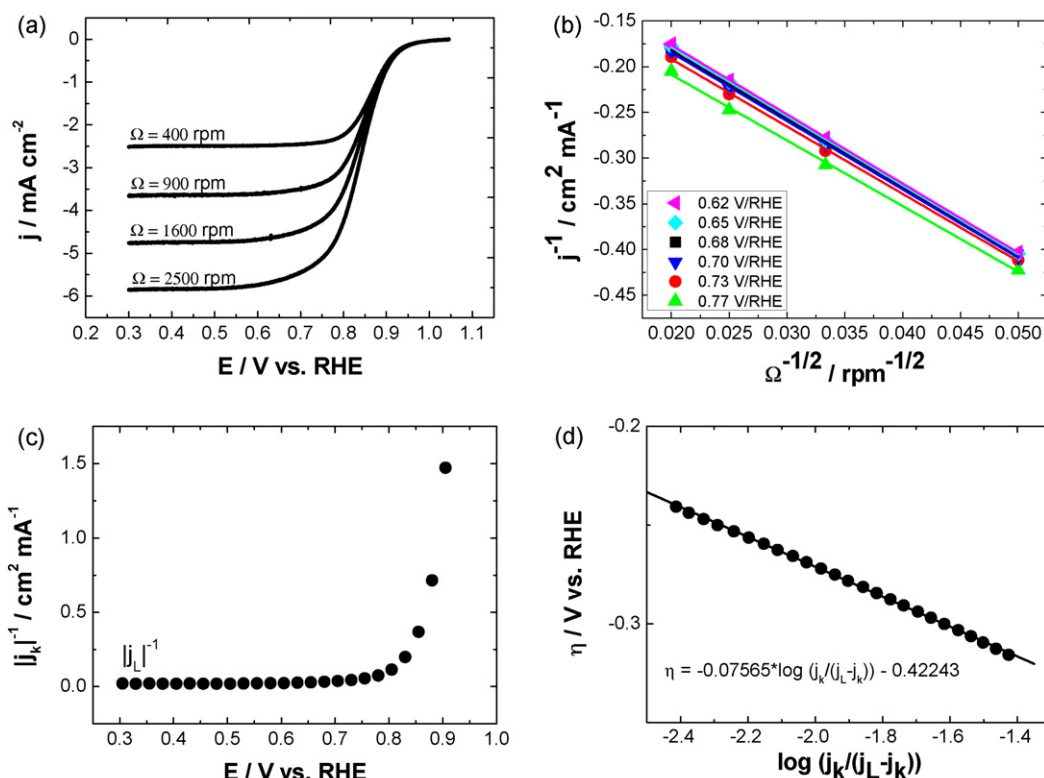 (a)
j / mA cm⁻²
0
-1
-2
-3
-4
-5
-6
Ω = 400 rpm
Ω = 900 rpm
Ω = 1600 rpm
Ω = 2500 rpm
0.2 0.3 0.4 0.5 0.6 0.7 0.8 0.9 1.0 1.1
E / V vs. RHE
(b)
j⁻¹ / cm² mA⁻¹
-0.15
-0.20
-0.25
-0.30
-0.35
-0.40
-0.45
0.62 V/RHE
0.65 V/RHE
0.68 V/RHE
0.70 V/RHE
0.73 V/RHE
0.77 V/RHE
0.020 0.025 0.030 0.035 0.040 0.045 0.050
Ω⁻¹/² / rpm⁻¹/²
(c)
|jₖ|⁻¹ / cm² mA⁻¹
1.5
1.0
0.5
0.0
|j_L|⁻¹
0.3 0.4 0.5 0.6 0.7 0.8 0.9 1.0
E / V vs. RHE
(d)
η / V vs. RHE
-0.2
-0.3
η = -0.07565*log (jₖ/(j_L-jₖ)) - 0.42243
-2.4 -2.2 -2.0 -1.8 -1.6 -1.4
log (jₖ/(j_L-jₖ))